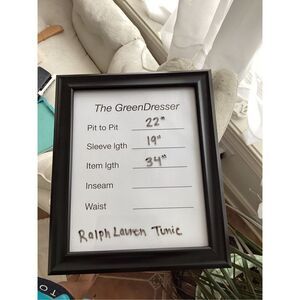 The GreenDresser
Pit to Pit 22"
Sleeve lgth 19"
Item lgth 34"
Inseam
Waist
Ralph Lauren Tunic